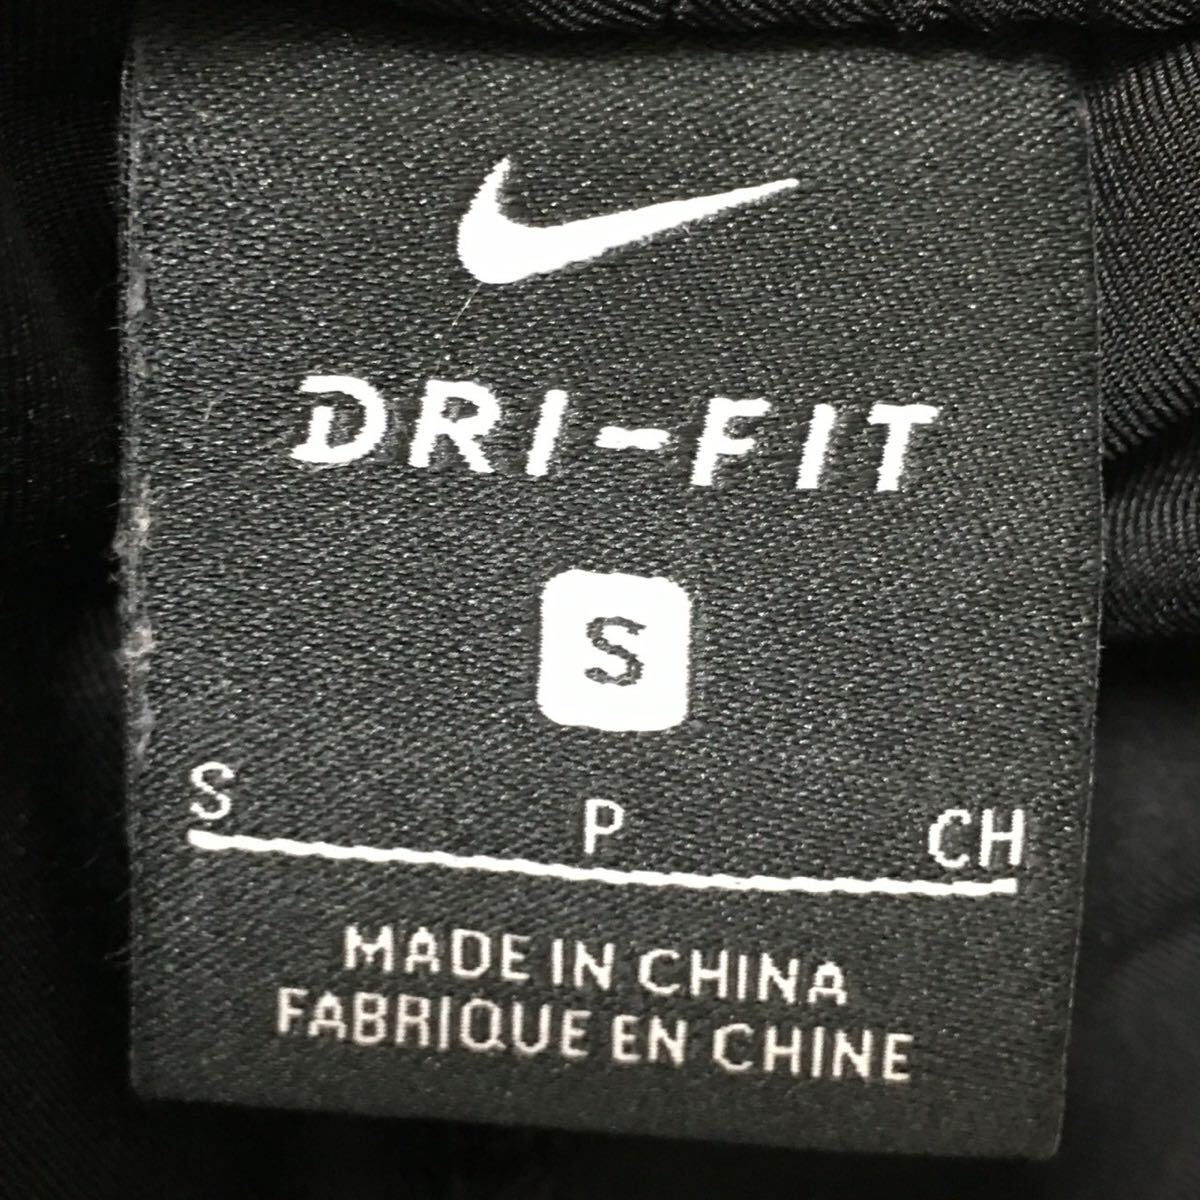 DRI-FIT
S
S P CH
MADE IN CHINA
FABRIQUE EN CHINE